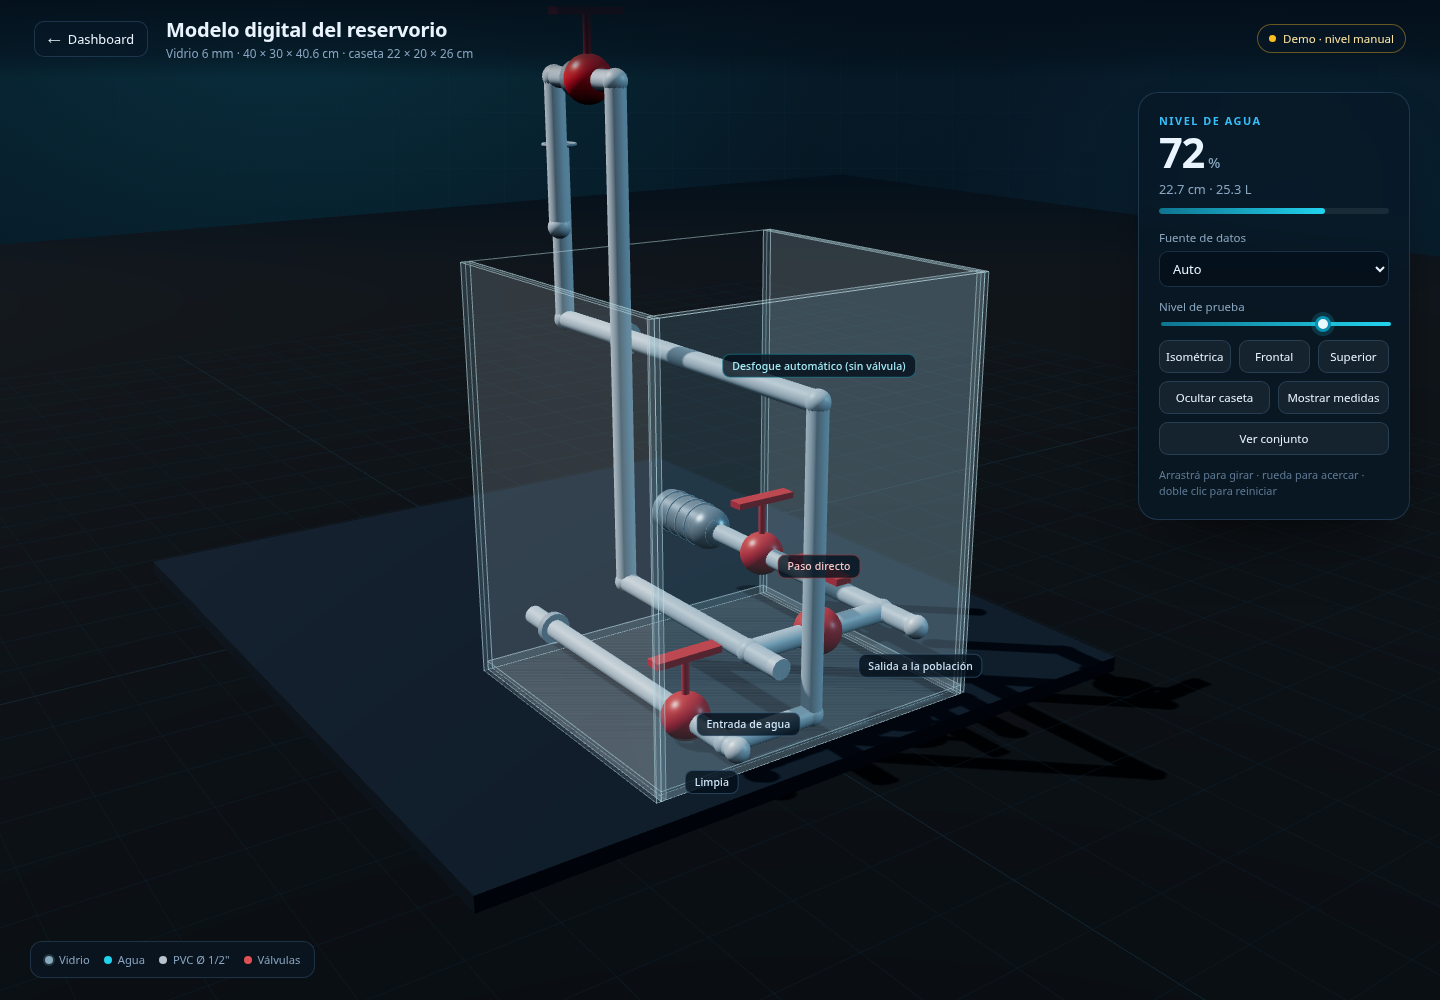 ← Dashboard
Modelo digital del reservorio
Vidrio 6 mm · 40 × 30 × 40.6 cm · caseta 22 × 20 × 26 cm
Demo · nivel manual
NIVEL DE AGUA
72 %
22.7 cm · 25.3 L
Fuente de datos
Auto
Nivel de prueba
Isométrica Frontal Superior
Ocultar caseta Mostrar medidas
Ver conjunto
Arrastrá para girar · rueda para acercar ·
doble clic para reiniciar
Desfogue automático (sin válvula)
Paso directo
Salida a la población
Entrada de agua
Limpia
Vidrio Agua PVC Ø 1/2" Válvulas